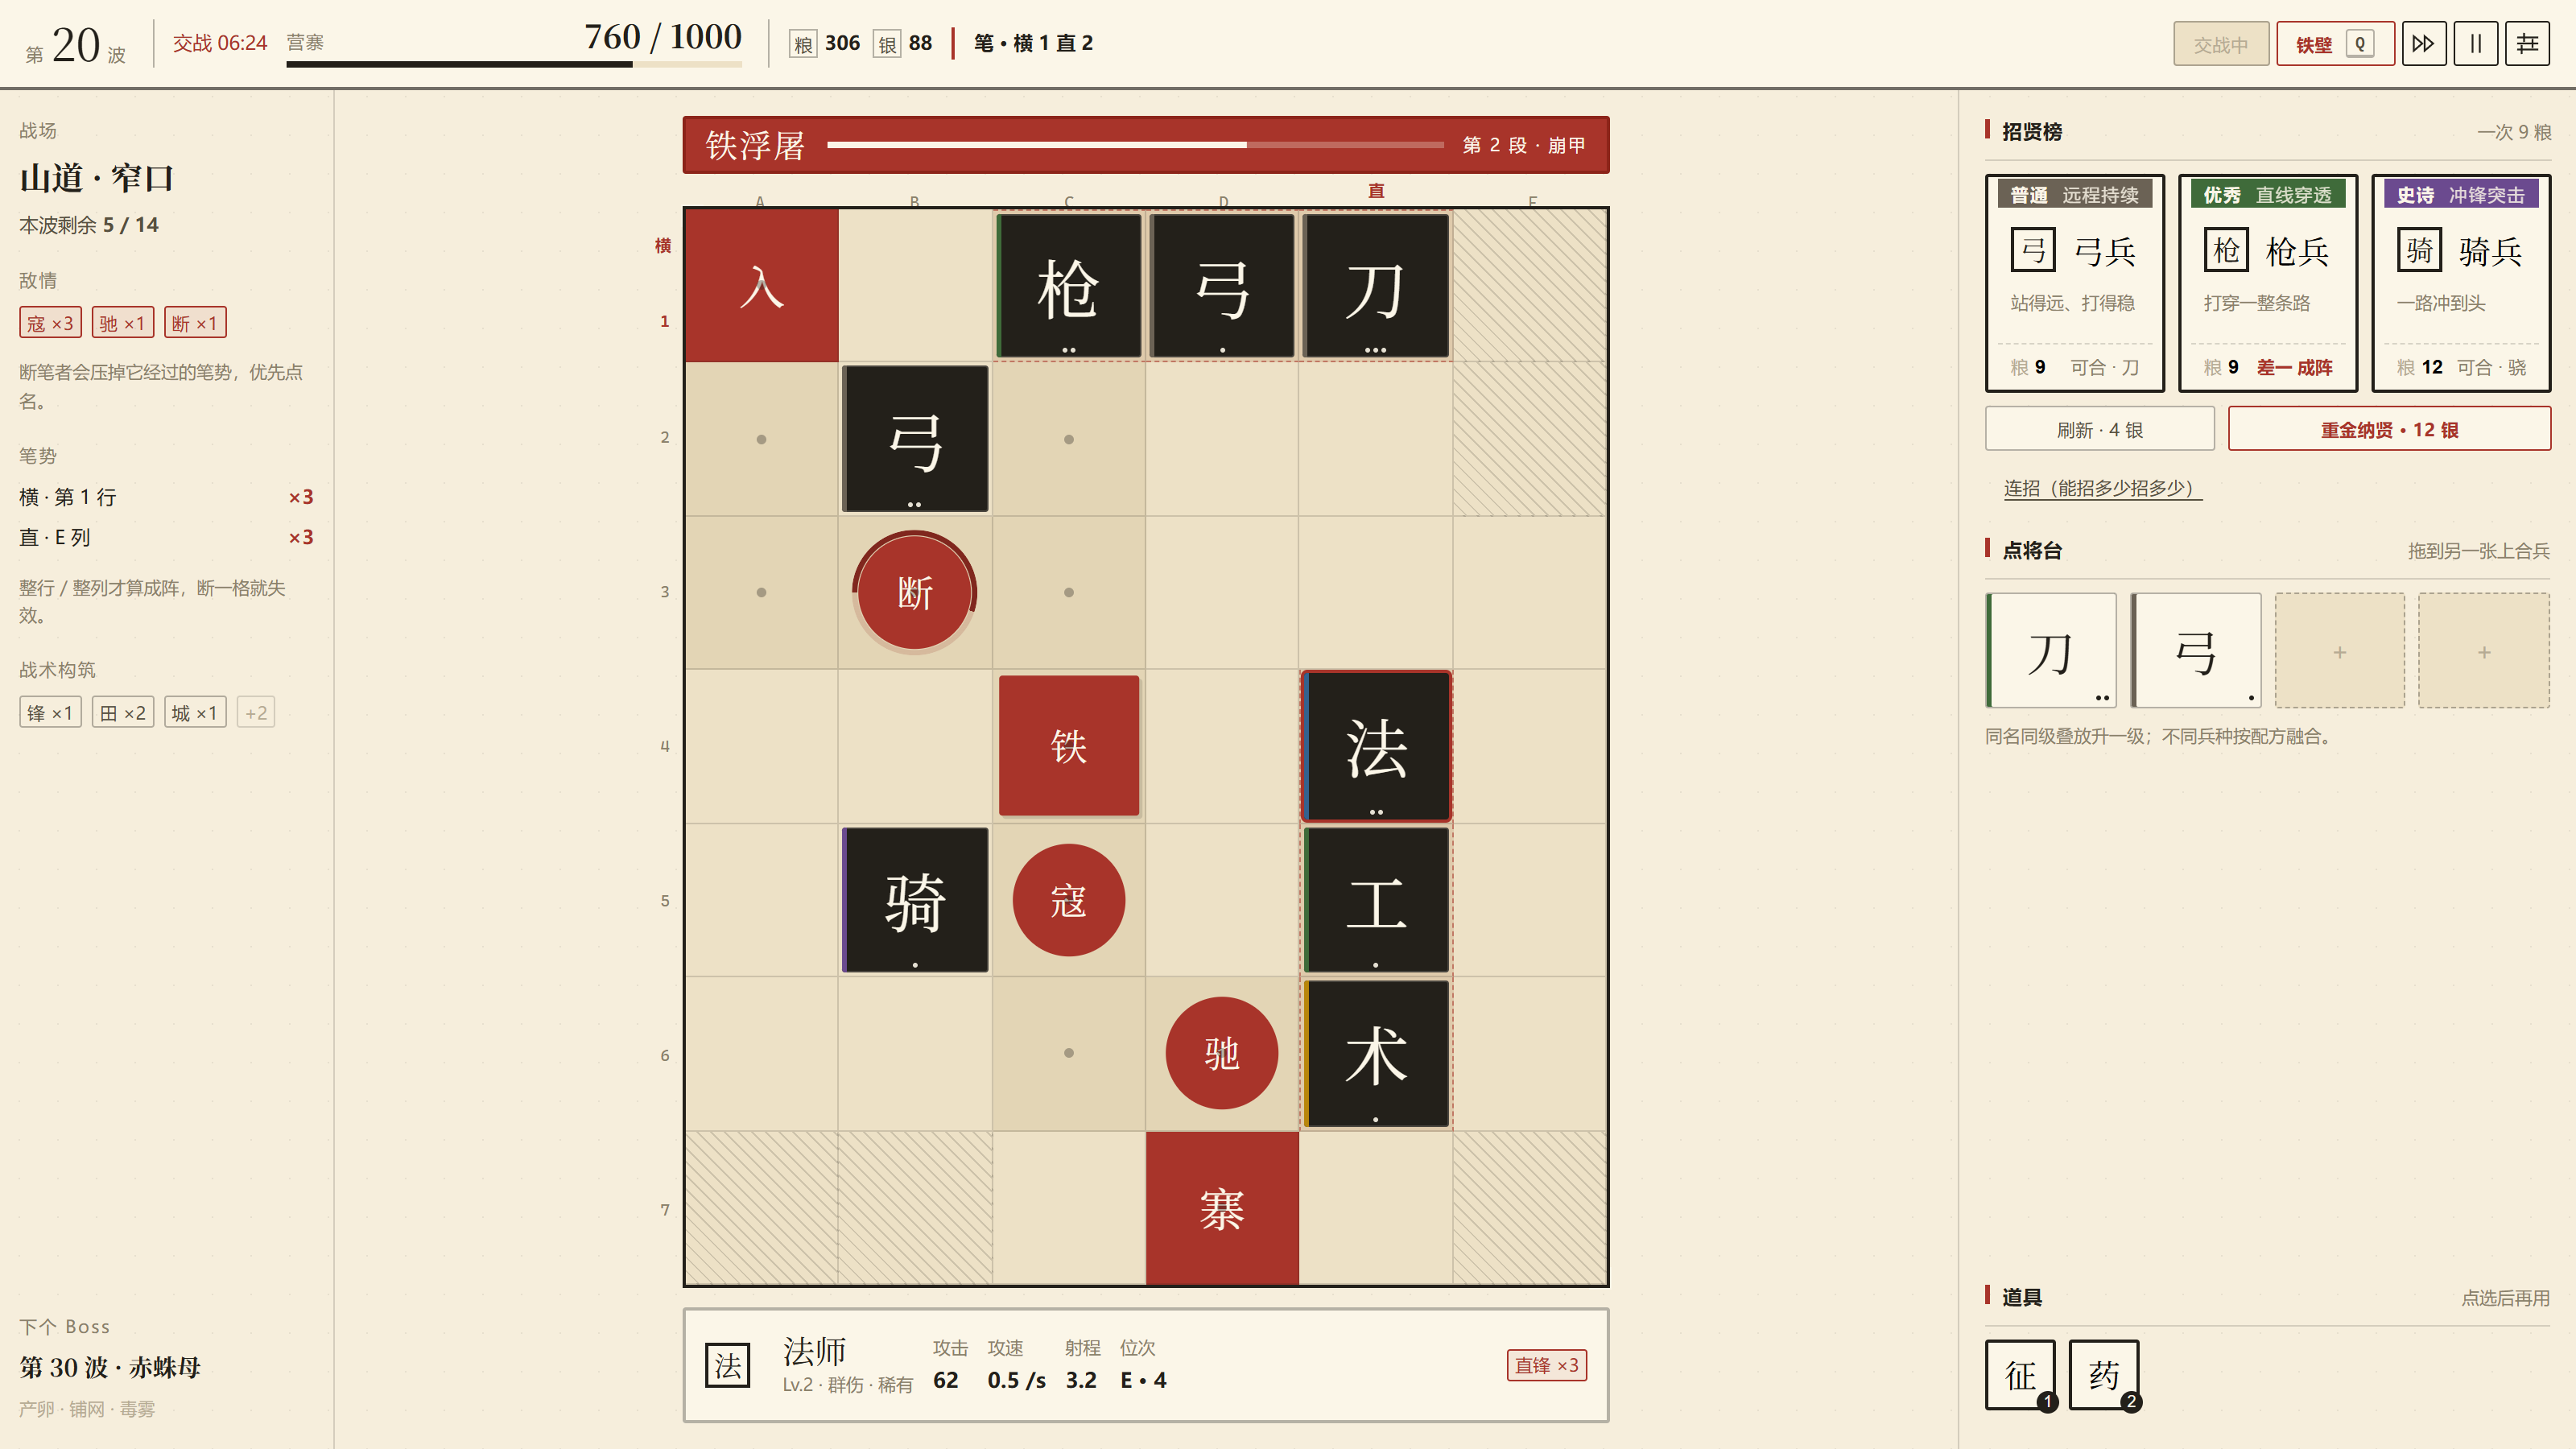 第 20 波
交战 06:24
营寨
760 / 1000
粮 306 银 88
笔 • 横 1 直 2
交战中
铁壁 Q
战场
山道 · 窄口
本波剩余 5 / 14
敌情
寇 ×3 驰 ×1 断 ×1
断笔者会压掉它经过的笔势，优先点
名。
笔势
横 · 第 1 行 ×3
直 · E 列 ×3
整行 / 整列才算成阵，断一格就失
效。
战术构筑
锋 ×1 田 ×2 城 ×1 +2
下个 Boss
第 30 波 · 赤蛛母
产卵 · 铺网 · 毒雾
铁浮屠
第 2 段 · 崩甲
直
A B C D
横
1
入 枪 弓 刀
2
弓
3
断
4
铁 法
5
骑 寇 工
6
驰 术
7
寨
法 法师
Lv.2 · 群伤 · 稀有
攻击 攻速 射程 位次
62 0.5 /s 3.2 E • 4
直锋 ×3
招贤榜 一次 9 粮
普通 远程持续
弓 弓兵
站得远、打得稳
粮 9 可合 · 刀
优秀 直线穿透
枪 枪兵
打穿一整条路
粮 9 差一 成阵
史诗 冲锋突击
骑 骑兵
一路冲到头
粮 12 可合 · 骁
刷新 · 4 银
重金纳贤 • 12 银
连招（能招多少招多少）
点将台 拖到另一张上合兵
刀 弓 + +
同名同级叠放升一级；不同兵种按配方融合。
道具 点选后再用
征 1 药 2